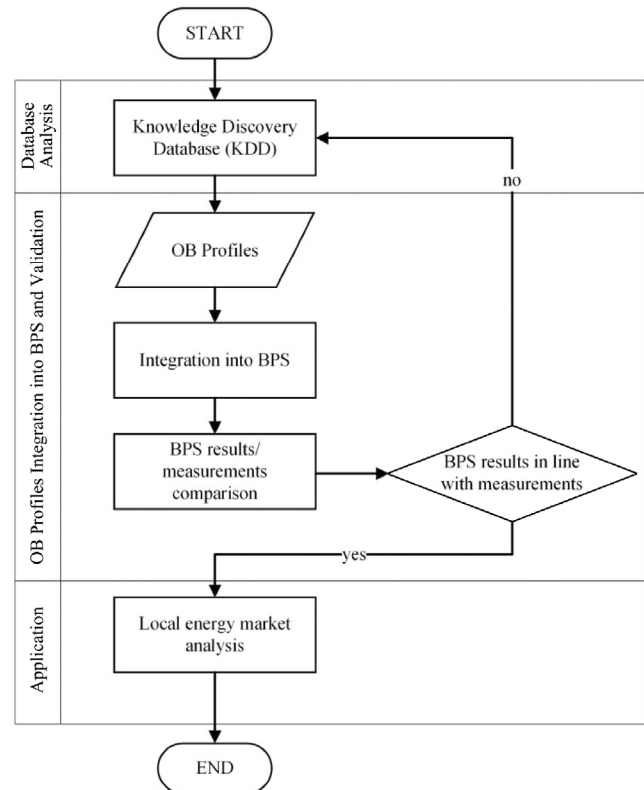 START
Database
Analysis
Knowledge Discovery
Database (KDD)
no
OB Profiles Integration into BPS and Validation
OB Profiles
Integration into BPS
BPS results/
measurements
comparison
BPS results in line
with measurements
yes
Application
Local energy market
analysis
END